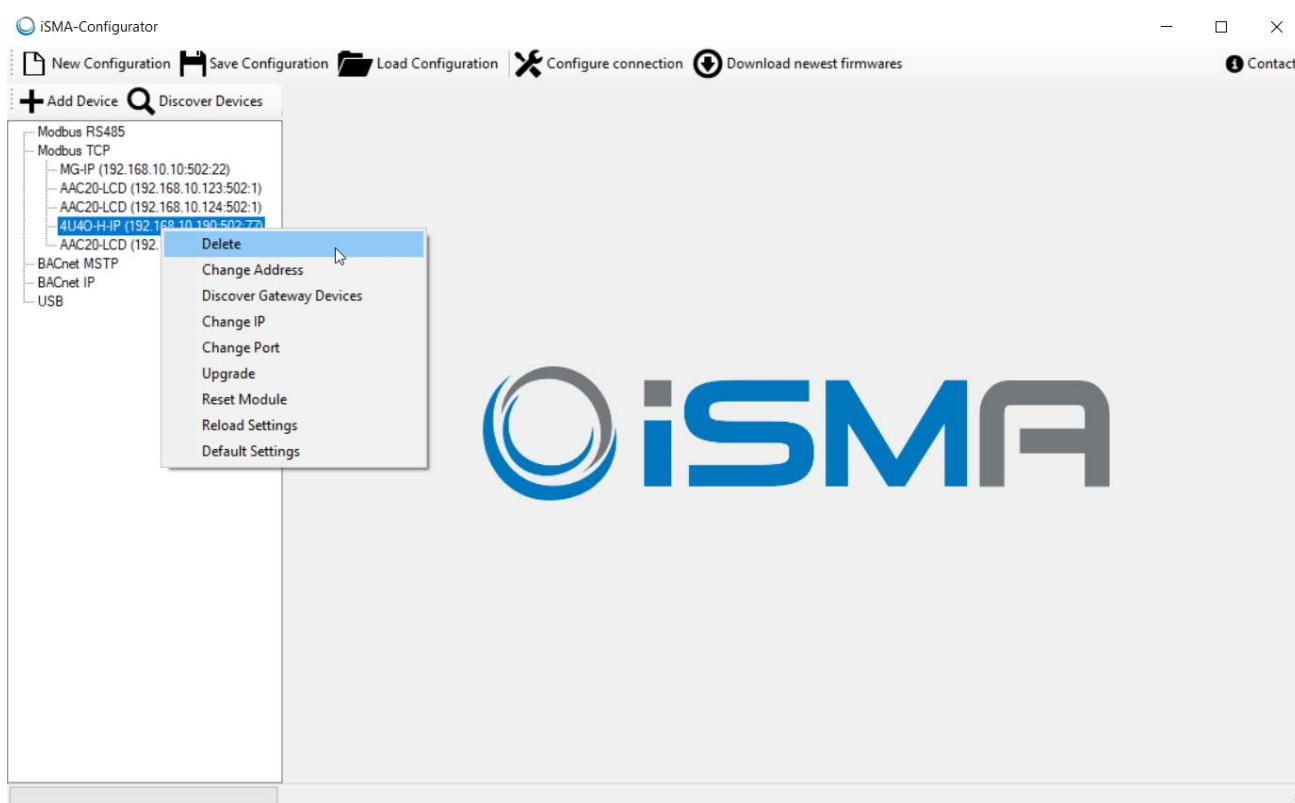 iSMA-Configurator
New Configuration Save Configuration Load Configuration Configure connection Download newest firmwares Contact
Add Device Discover Devices
Modbus RS485
Modbus TCP
MG-IP (192.168.10.10:502:22)
AAC20-LCD (192.168.10.123:502:1)
AAC20-LCD (192.168.10.124:502:1)
4U4O-H-IP (192.168.10.190:502:77)
AAC20-LCD (192.
BACnet MSTP
BACnet IP
USB
Delete
Change Address
Discover Gateway Devices
Change IP
Change Port
Upgrade
Reset Module
Reload Settings
Default Settings
iSMA